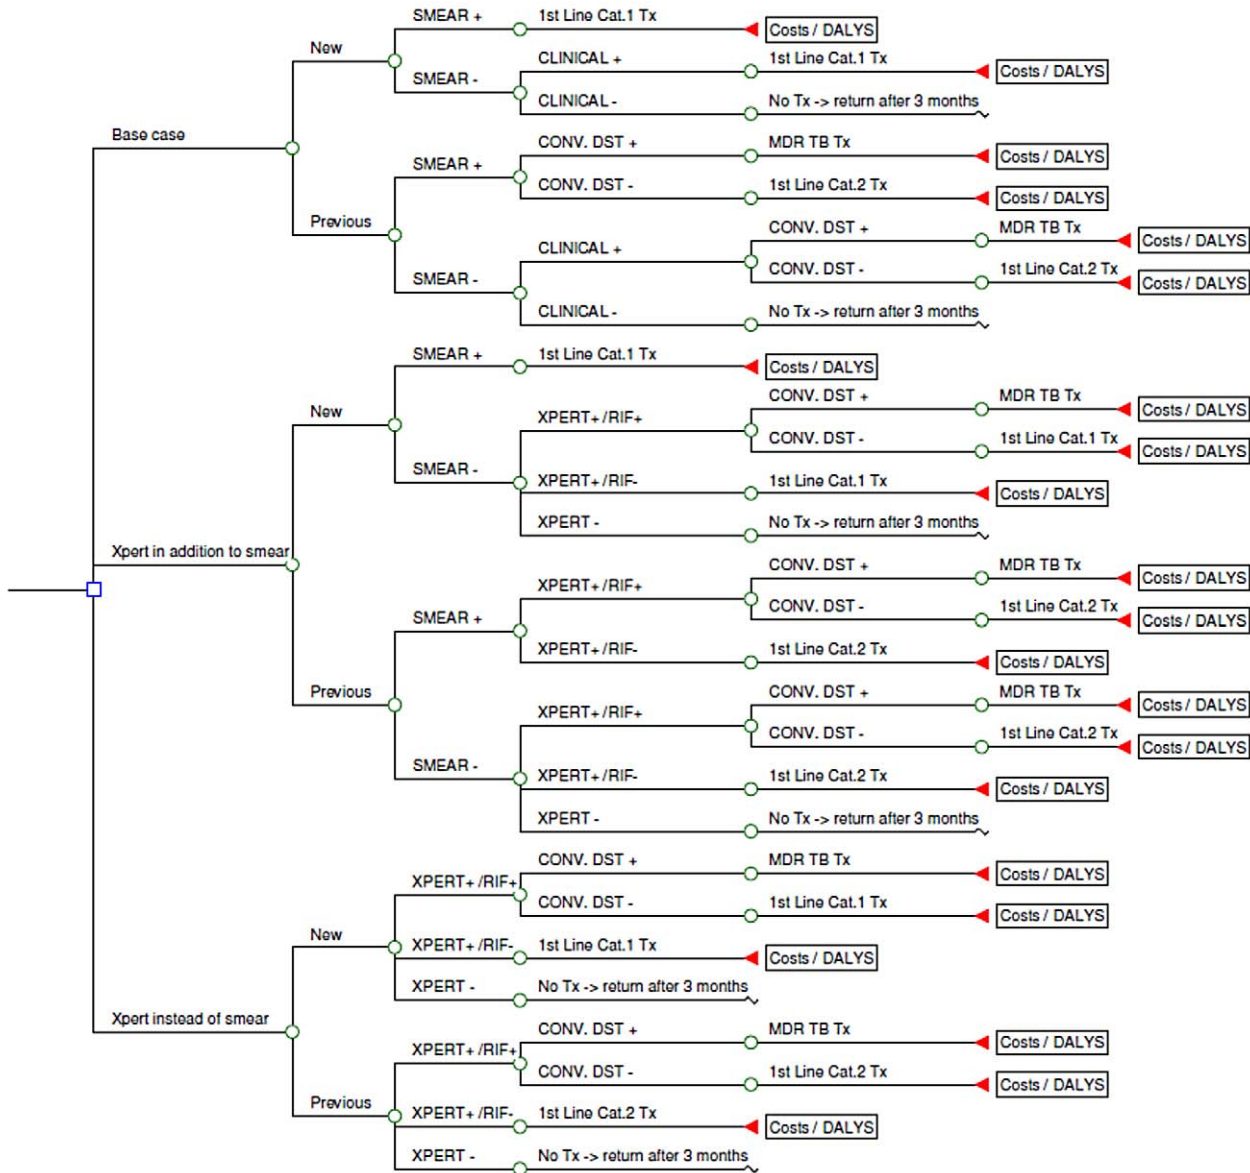 SMEAR + 1st Line Cat.1 Tx Costs / DALYS
New
SMEAR - CLINICAL + 1st Line Cat.1 Tx Costs / DALYS
CLINICAL - No Tx -> return after 3 months
Base case
SMEAR + CONV. DST + MDR TB Tx Costs / DALYS
CONV. DST - 1st Line Cat.2 Tx Costs / DALYS
Previous
CLINICAL + CONV. DST + MDR TB Tx Costs / DALYS
CONV. DST - 1st Line Cat.2 Tx Costs / DALYS
SMEAR -
CLINICAL - No Tx -> return after 3 months
SMEAR + 1st Line Cat.1 Tx Costs / DALYS
New
XPERT+ /RIF+ CONV. DST + MDR TB Tx Costs / DALYS
CONV. DST - 1st Line Cat.1 Tx Costs / DALYS
SMEAR -
XPERT+ /RIF- 1st Line Cat.1 Tx Costs / DALYS
XPERT - No Tx -> return after 3 months
Xpert in addition to smear
XPERT+ /RIF+ CONV. DST + MDR TB Tx Costs / DALYS
CONV. DST - 1st Line Cat.2 Tx Costs / DALYS
SMEAR +
XPERT+ /RIF- 1st Line Cat.2 Tx Costs / DALYS
Previous
XPERT+ /RIF+ CONV. DST + MDR TB Tx Costs / DALYS
CONV. DST - 1st Line Cat.2 Tx Costs / DALYS
SMEAR -
XPERT+ /RIF- 1st Line Cat.2 Tx Costs / DALYS
XPERT - No Tx -> return after 3 months
XPERT+ /RIF+ CONV. DST + MDR TB Tx Costs / DALYS
CONV. DST - 1st Line Cat.1 Tx Costs / DALYS
New
XPERT+ /RIF- 1st Line Cat.1 Tx Costs / DALYS
XPERT - No Tx -> return after 3 months
Xpert instead of smear
XPERT+ /RIF+ CONV. DST + MDR TB Tx Costs / DALYS
CONV. DST - 1st Line Cat.2 Tx Costs / DALYS
Previous
XPERT+ /RIF- 1st Line Cat.2 Tx Costs / DALYS
XPERT - No Tx -> return after 3 months